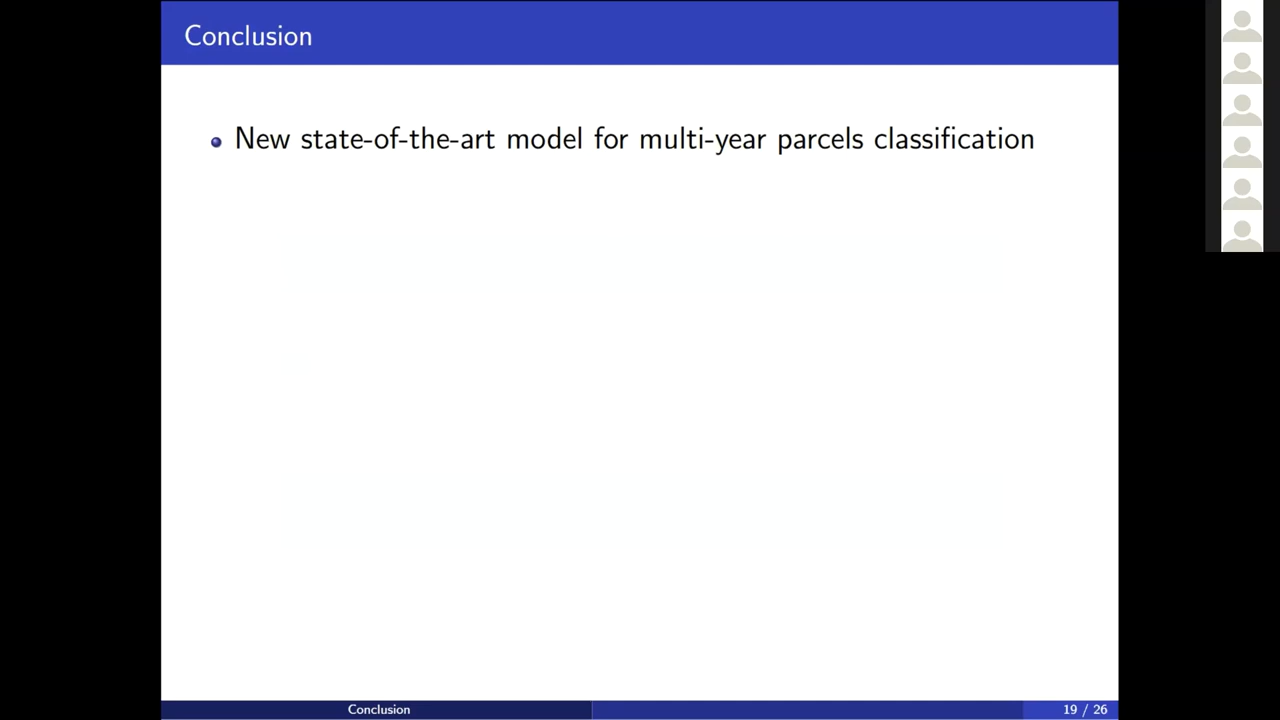 Conclusion
New state-of-the-art model for multi-year parcels classification
Conclusion
19 / 26